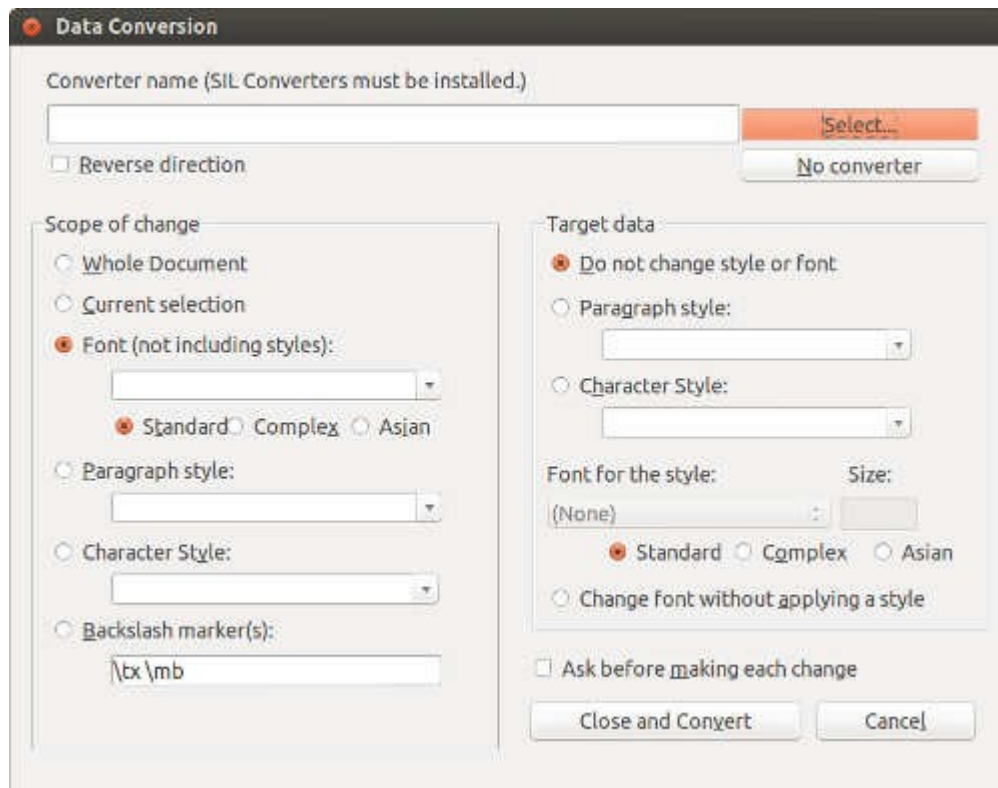 Data Conversion
Converter name (SIL Converters must be installed.)
Select...
Reverse direction
No converter
Scope of change
Whole Document
Current selection
Font (not including styles):
Standard Complex Asian
Paragraph style:
Character Style:
Backslash marker(s):
\tx \mb
Target data
Do not change style or font
Paragraph style:
Character Style:
Font for the style: Size:
(None)
Standard Complex Asian
Change font without applying a style
Ask before making each change
Close and Convert Cancel